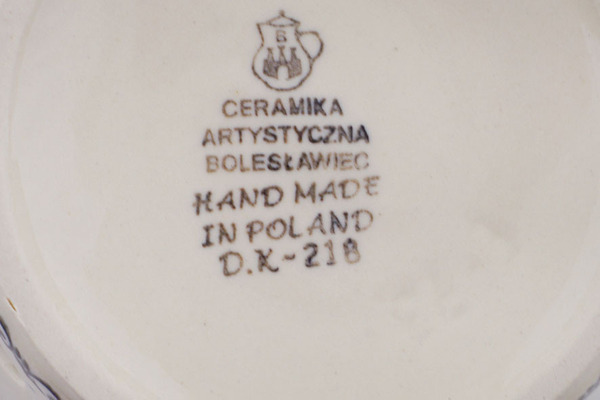 B
CERAMIKA
ARTYSTYCZNA
BOLESŁAWIEC
HAND MADE
IN POLAND
D.K-218